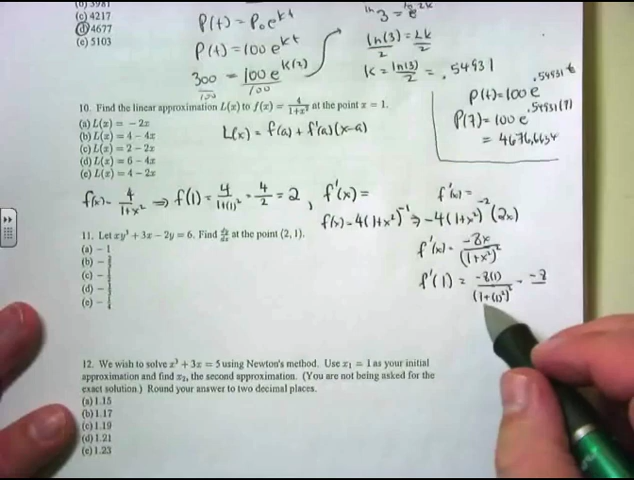 (b) 3981
(c) 4217
(d) 4677
(e) 5103
P(t) = P₀e^kt
P(t) = 100e^kt
300/100 = 100e^k(2)/100
ln 3 = ln e^2k
ln(3)/2 = 2k/2
k = ln(3)/2 = .54931
P(t) = 100e^.54931t
P(7) = 100e^.54931(7)
= 4676.6654
10. Find the linear approximation L(x) to f(x) = 4/(1+x²) at the point x = 1.
(a) L(x) = −2x
(b) L(x) = 4 − 4x
(c) L(x) = 2 − 2x
(d) L(x) = 6 − 4x
(e) L(x) = 4 − 2x
L(x) = f(a) + f'(a)(x−a)
f(x) = 4/(1+x²) ⇒ f(1) = 4/(1+(1)²) = 4/2 = 2, f'(x) =
f'(x) =
f(x) = 4(1+x²)^-1 ⇒ −4(1+x²)^-2 (2x)
f'(x) = −8x/(1+x²)²
f'(1) = −8(1)/(1+(1)²)² = −8
11. Let xy³ + 3x − 2y = 6. Find dy/dx at the point (2, 1).
(a) − 1
(b) −
(c) −
(d) −
(e) −
12. We wish to solve x³ + 3x = 5 using Newton's method. Use x₁ = 1 as your initial
approximation and find x₂, the second approximation. (You are not being asked for the
exact solution.) Round your answer to two decimal places.
(a) 1.15
(b) 1.17
(c) 1.19
(d) 1.21
(e) 1.23